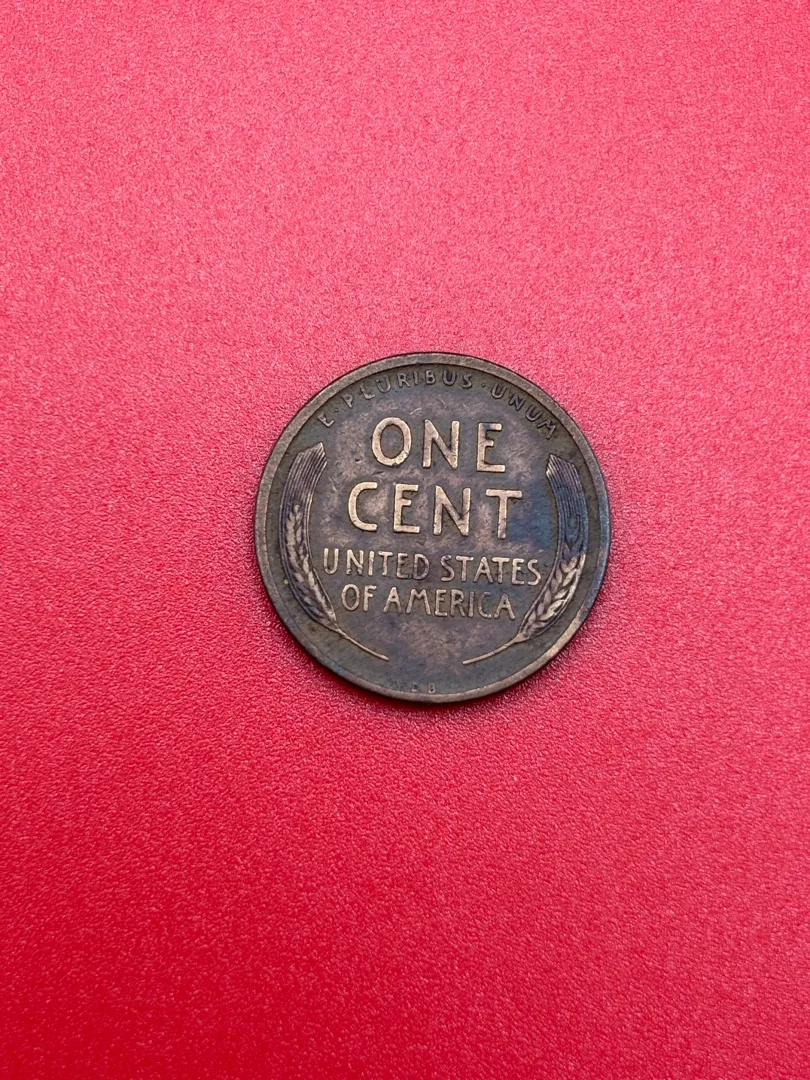 E·PLURIBUS·UNUM
ONE
CENT
UNITED STATES
OF AMERICA